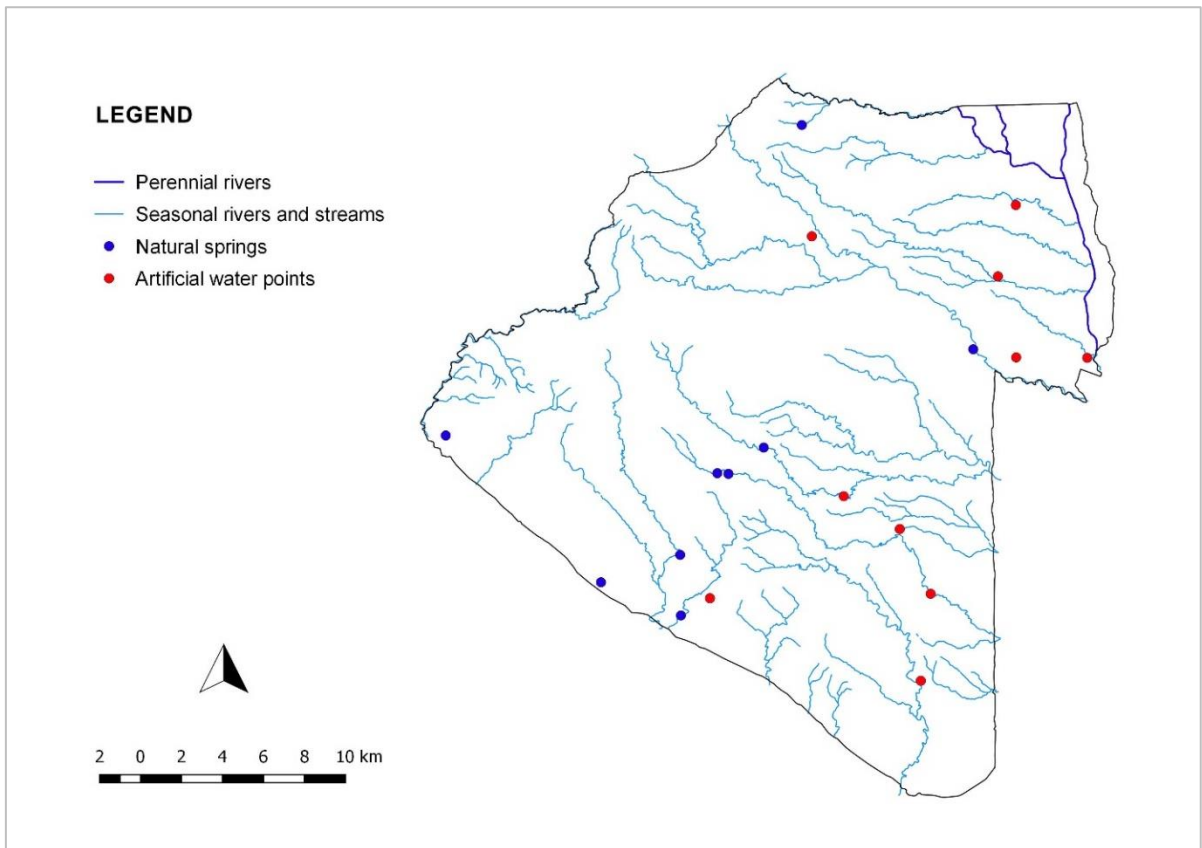 LEGEND
Perennial rivers
Seasonal rivers and streams
Natural springs
Artificial water points
2 0 2 4 6 8 10 km